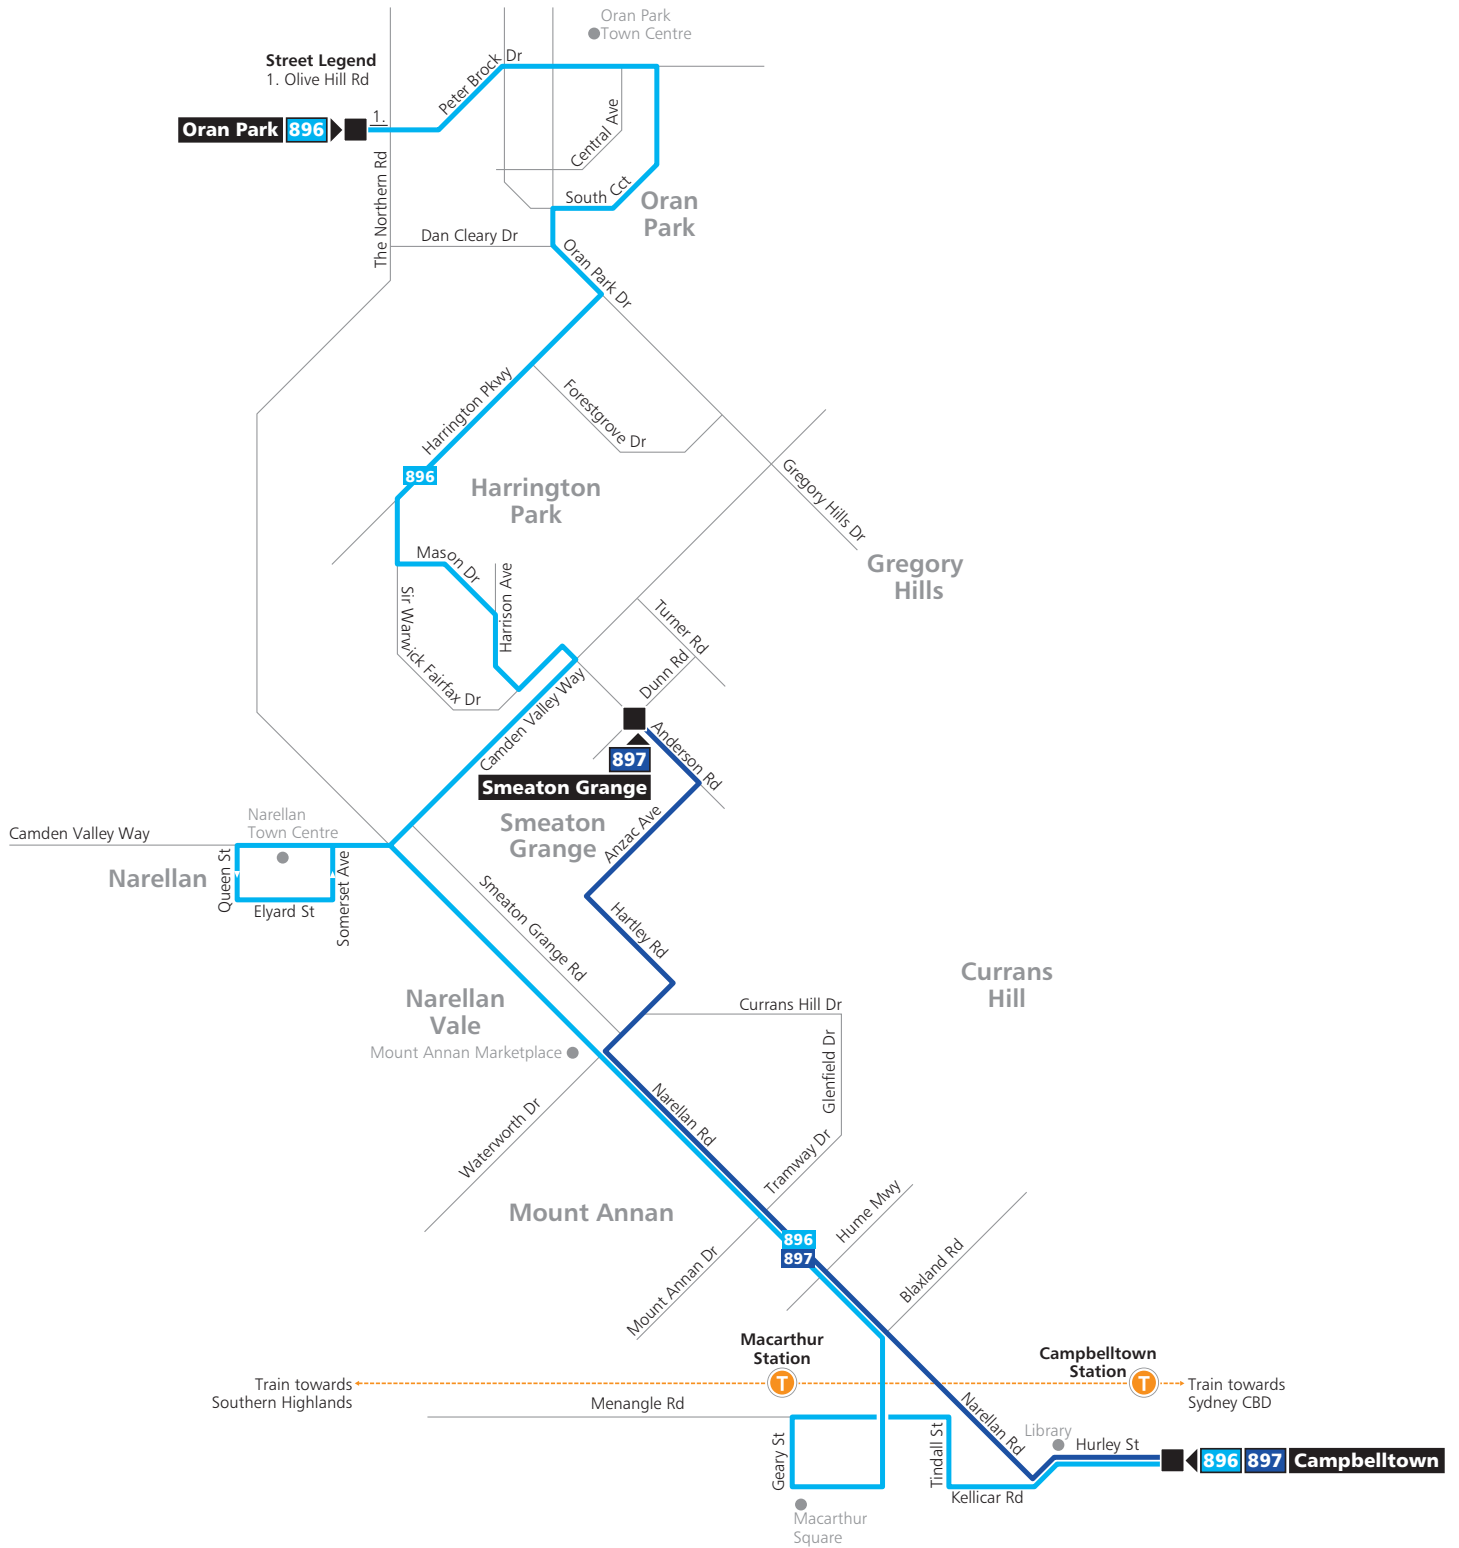 Oran Park
Town Centre
Street Legend
1. Olive Hill Rd
Peter Brock Dr
1.
Oran Park 896
Central Ave
The Northern Rd
South Cct
Oran
Park
Dan Cleary Dr
Oran Park Dr
Harrington Pkwy
Forestgrove Dr
896
Harrington
Park
Gregory Hills Dr
Gregory
Hills
Mason Dr
Harrison Ave
Sir Warwick Fairfax Dr
Turner Rd
Dunn Rd
Camden Valley Way
Anderson Rd
897
Smeaton Grange
Smeaton
Grange
Anzac Ave
Narellan
Town Centre
Camden Valley Way
Narellan
Queen St
Elyard St
Somerset Ave
Smeaton Grange Rd
Hartley Rd
Currans
Hill
Narellan
Vale
Currans Hill Dr
Mount Annan Marketplace
Glenfield Dr
Narellan Rd
Waterworth Dr
Tramway Dr
Mount Annan
Hume Mwy
896
897
Mount Annan Dr
Blaxland Rd
Macarthur
Station
T
Campbelltown
Station
T
Train towards
Southern Highlands
Train towards
Sydney CBD
Menangle Rd
Geary St
Tindall St
Narellan Rd
Library
Hurley St
896 897 Campbelltown
Kellicar Rd
Macarthur
Square